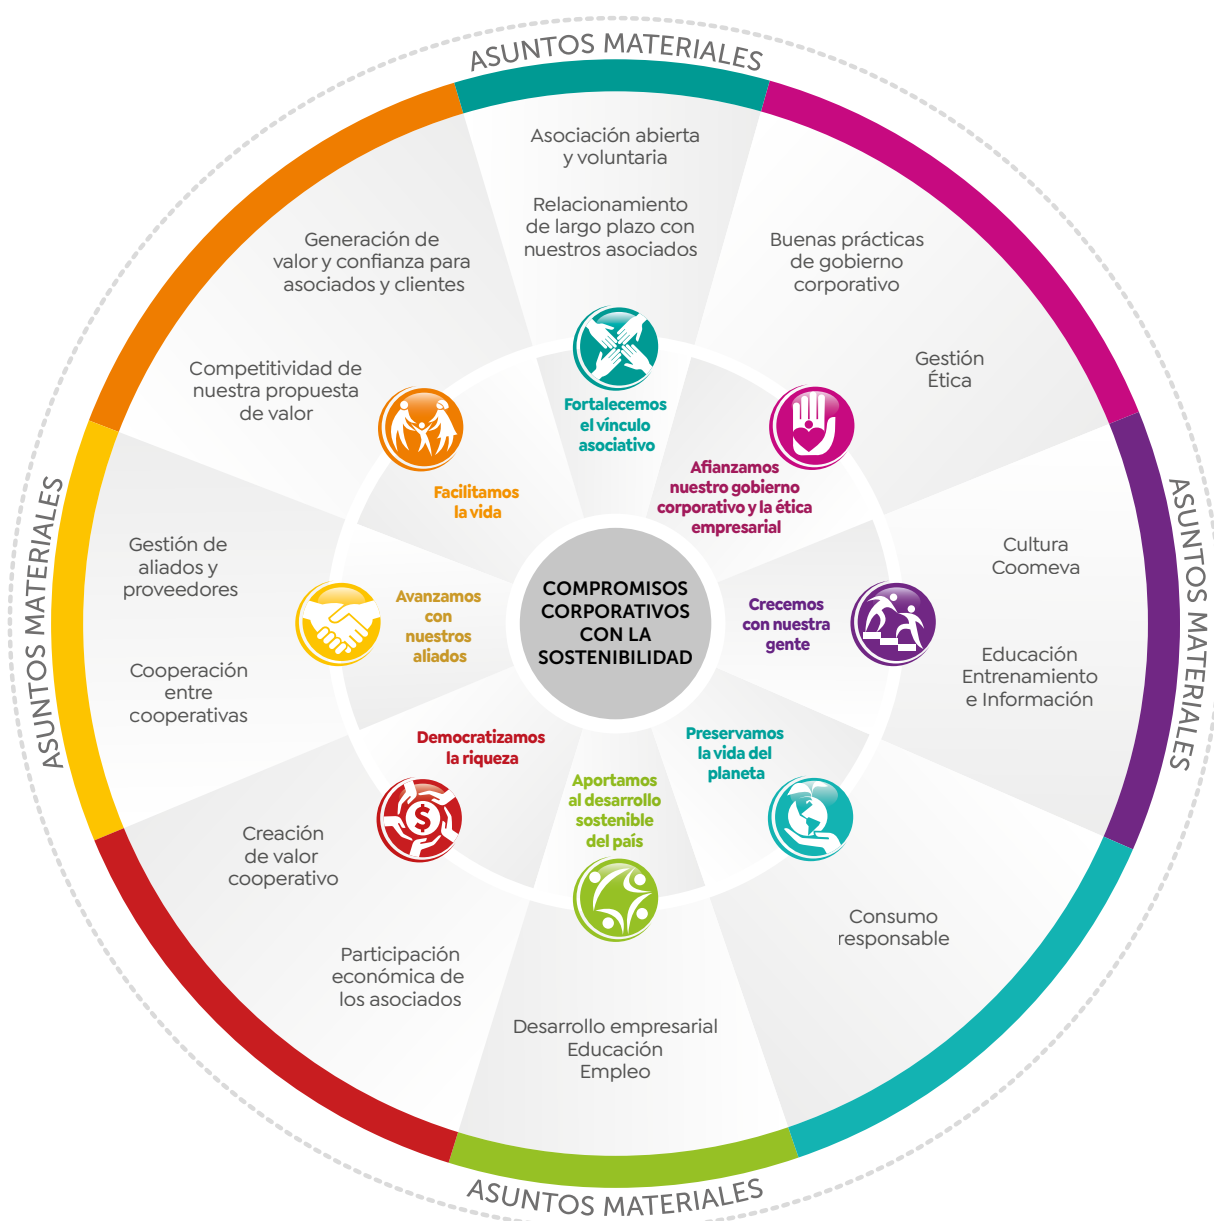 ASUNTOS MATERIALES
Asociación abierta
y voluntaria
Relacionamiento
de largo plazo con
nuestros asociados
Fortalecemos
el vínculo
asociativo
Buenas prácticas
de gobierno
corporativo
Gestión
Ética
Afianzamos
nuestro gobierno
corporativo y la ética
empresarial
ASUNTOS MATERIALES
Cultura
Coomeva
Educación
Entrenamiento
e Información
Crecemos
con nuestra
gente
Consumo
responsable
Preservamos
la vida del
planeta
Aportamos
al desarrollo
sostenible
del país
Desarrollo empresarial
Educación
Empleo
ASUNTOS MATERIALES
Democratizamos
la riqueza
Creación
de valor
cooperativo
Participación
económica de
los asociados
ASUNTOS MATERIALES
Gestión de
aliados y
proveedores
Cooperación
entre
cooperativas
Avanzamos
con
nuestros
aliados
Generación de
valor y confianza para
asociados y clientes
Competitividad de
nuestra propuesta
de valor
Facilitamos
la vida
COMPROMISOS
CORPORATIVOS
CON LA
SOSTENIBILIDAD
$